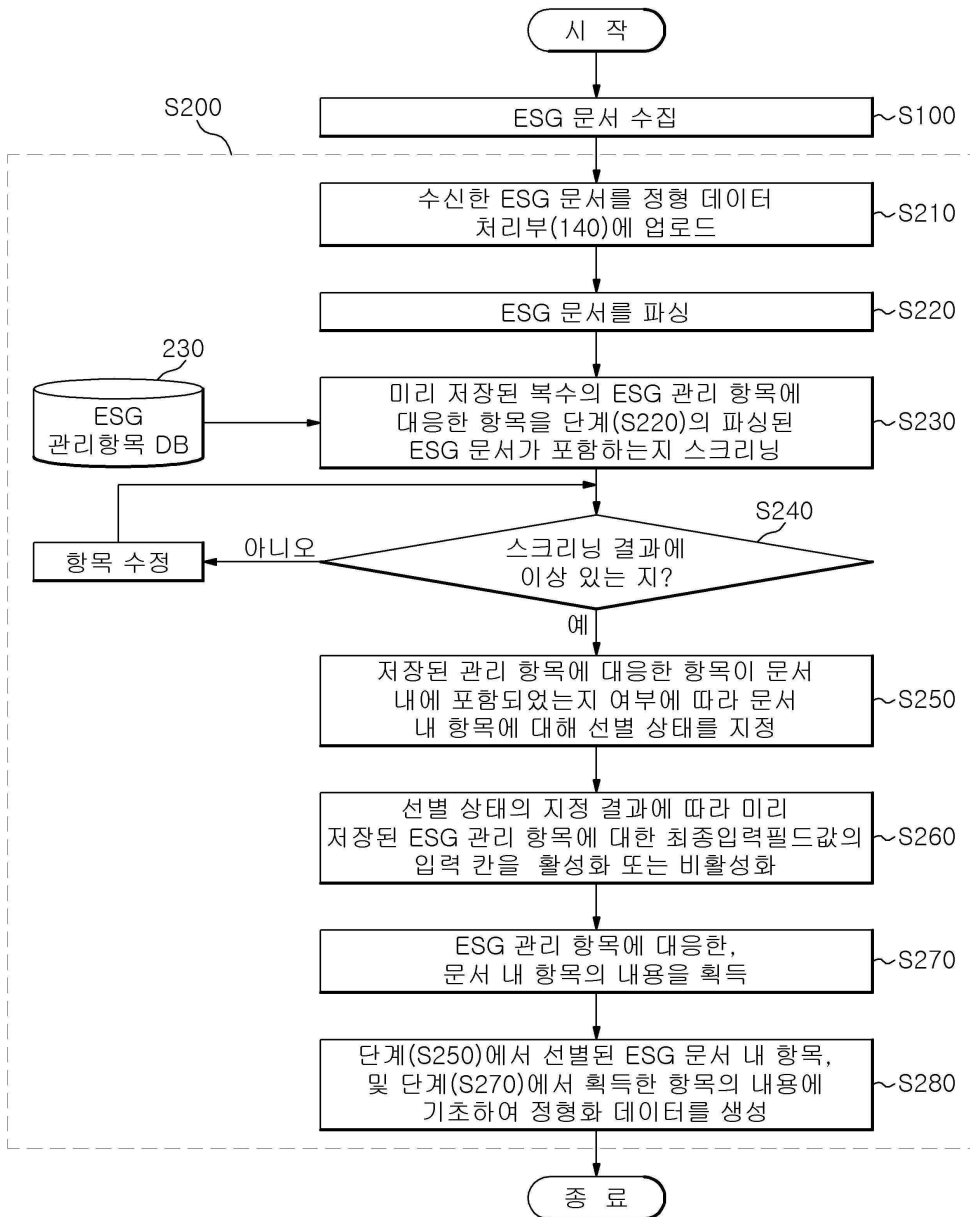 시 작
S200
ESG 문서 수집
S100
수신한 ESG 문서를 정형 데이터
처리부(140)에 업로드
S210
ESG 문서를 파싱
S220
230
ESG
관리항목 DB
미리 저장된 복수의 ESG 관리 항목에
대응한 항목을 단계(S220)의 파싱된
ESG 문서가 포함하는지 스크리닝
S230
S240
항목 수정
아니오
스크리닝 결과에
이상 있는 지?
예
저장된 관리 항목에 대응한 항목이 문서
내에 포함되었는지 여부에 따라 문서
내 항목에 대해 선별 상태를 지정
S250
선별 상태의 지정 결과에 따라 미리
저장된 ESG 관리 항목에 대한 최종입력필드값의
입력 칸을 활성화 또는 비활성화
S260
ESG 관리 항목에 대응한,
문서 내 항목의 내용을 획득
S270
단계(S250)에서 선별된 ESG 문서 내 항목,
및 단계(S270)에서 획득한 항목의 내용에
기초하여 정형화 데이터를 생성
S280
종 료